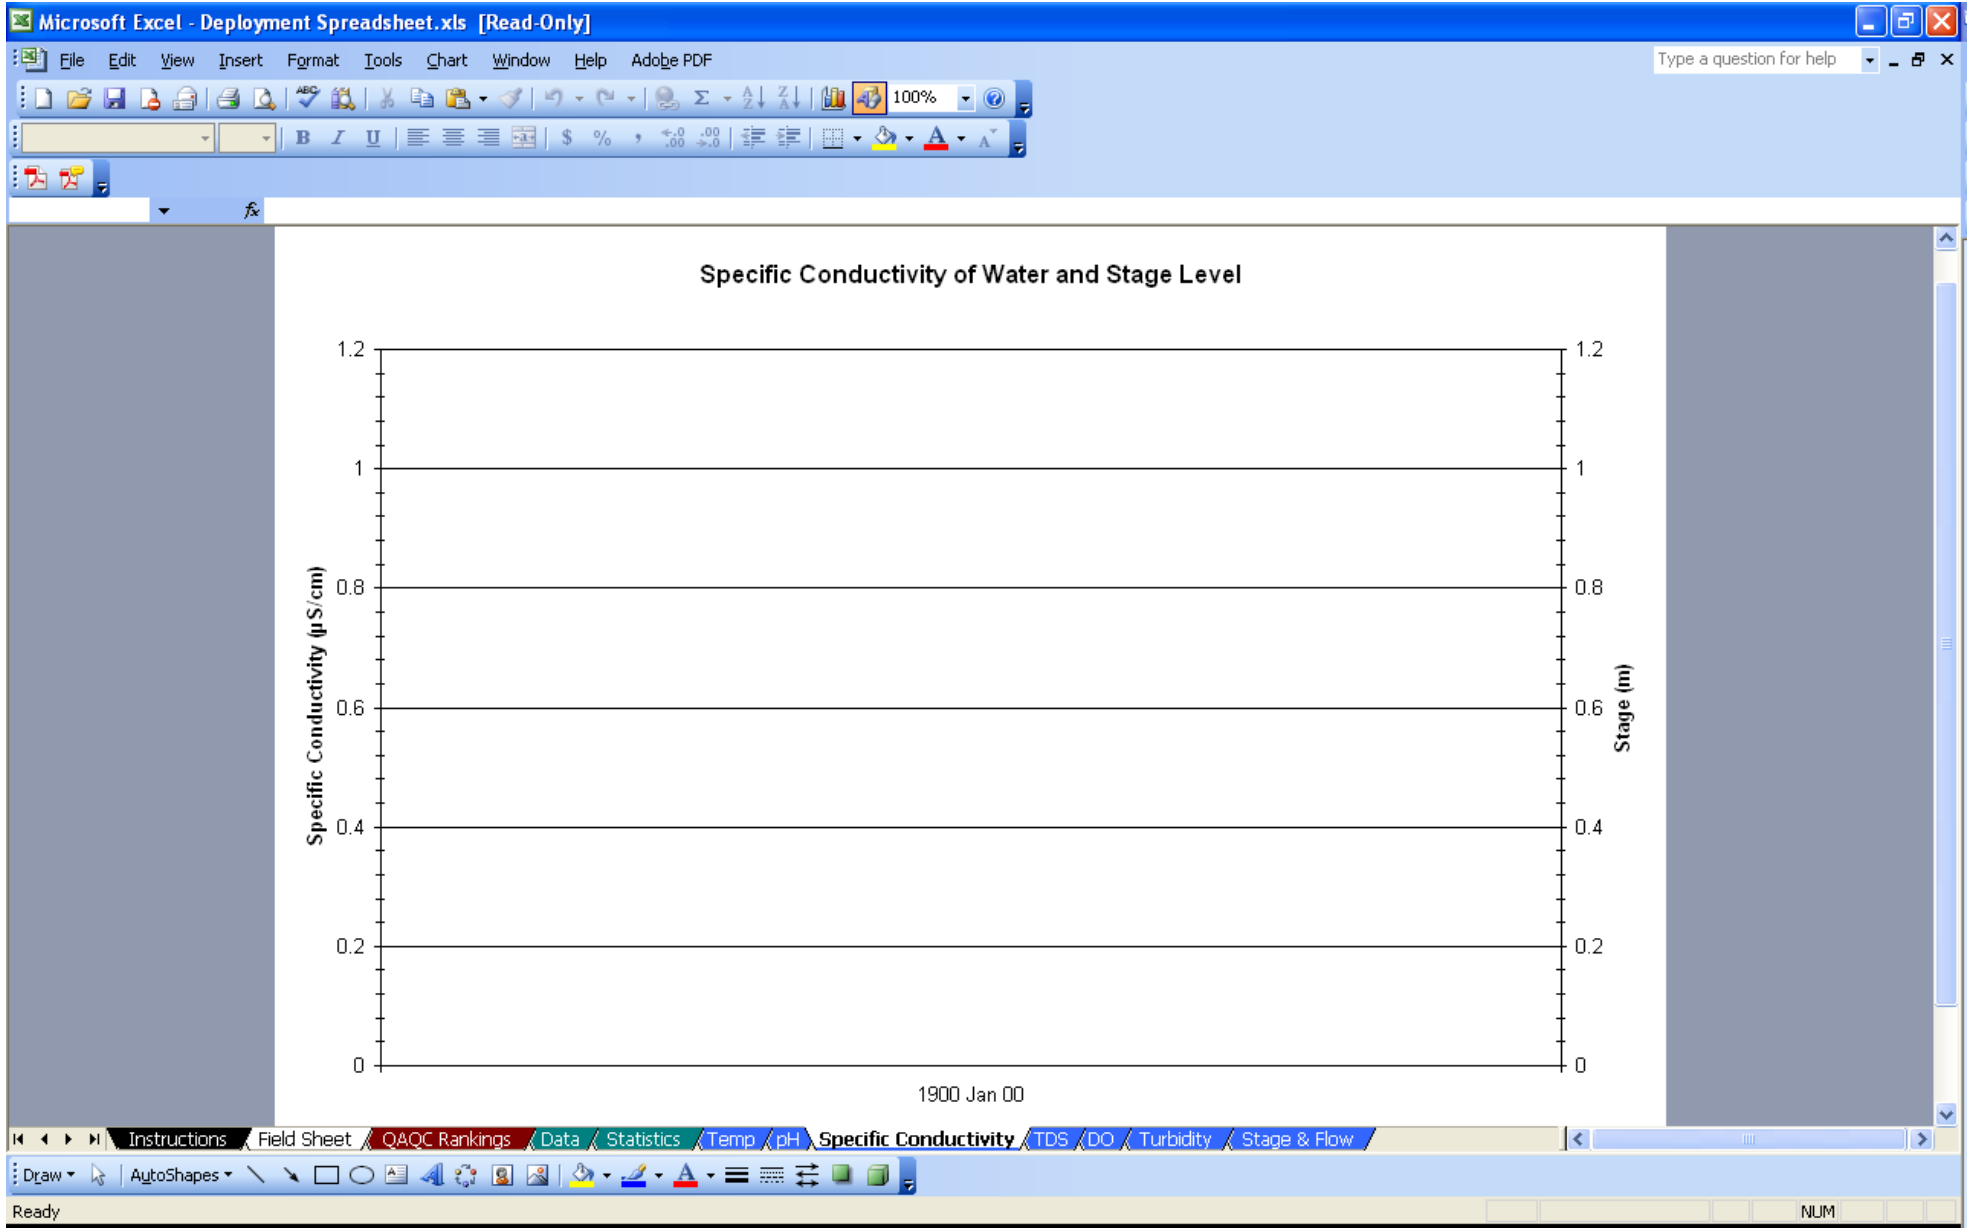 Microsoft Excel - Deployment Spreadsheet.xls [Read-Only]
File Edit View Insert Format Tools Chart Window Help Adobe PDF Type a question for help
100%
B I U $ % ,
fx
Specific Conductivity of Water and Stage Level
1.2 1.2
1 1
0.8 0.8
0.6 0.6
0.4 0.4
0.2 0.2
0 0
Specific Conductivity (µS/cm)
Stage (m)
1900 Jan 00
Instructions Field Sheet QAQC Rankings Data Statistics Temp pH Specific Conductivity TDS DO Turbidity Stage & Flow
Draw AutoShapes
Ready NUM